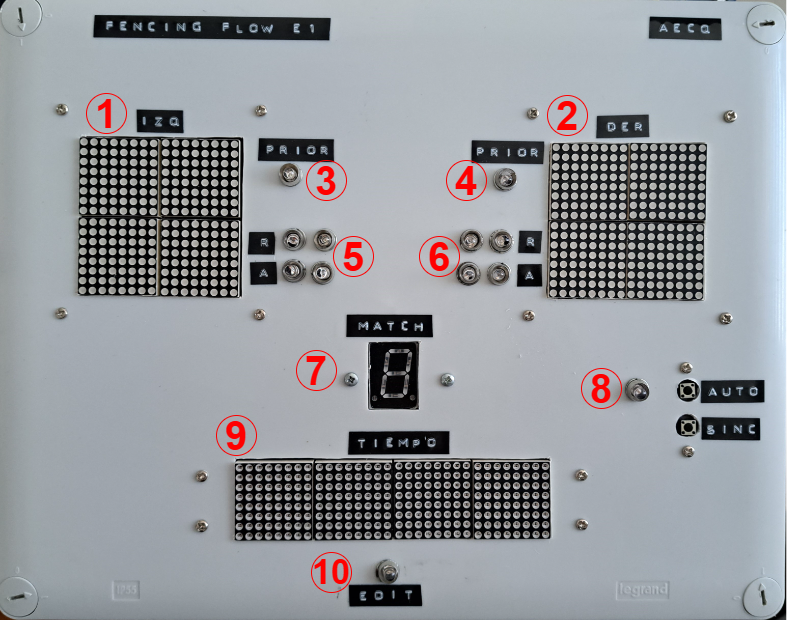 FENCING FLOW E1
AECQ
1
IZQ
2
DER
PRIOR
PRIOR
3
4
R
5
6
R
A
A
MATCH
7
8
AUTO
SINC
9
TIEMPO
10
EDIT
legrand